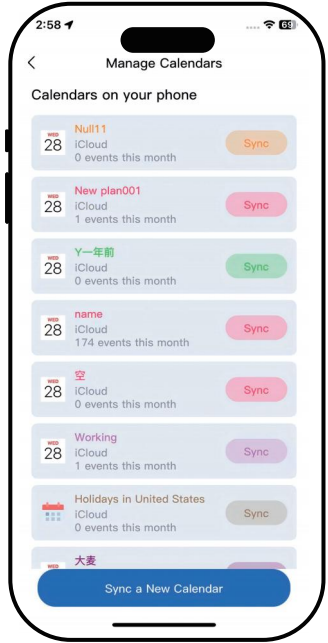 2:58
69
Manage Calendars
Calendars on your phone
WED
28
Null11
iCloud
0 events this month
Sync
WED
28
New plan001
iCloud
1 events this month
Sync
WED
28
Y一年前
iCloud
0 events this month
Sync
WED
28
name
iCloud
174 events this month
Sync
WED
28
空
iCloud
0 events this month
Sync
WED
28
Working
iCloud
1 events this month
Sync
Holidays in United States
iCloud
0 events this month
Sync
WED
大麦
Sync a New Calendar